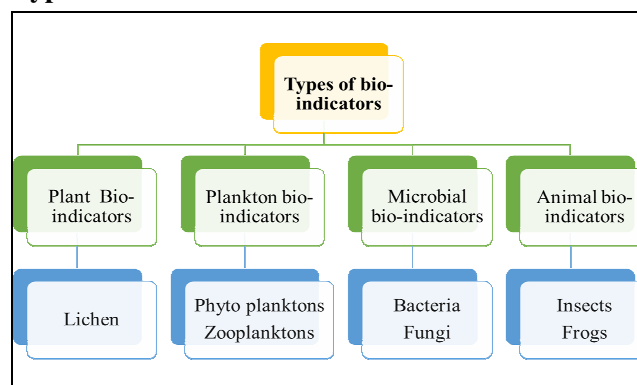 Types of bio-
indicators
Plant Bio-
indicators
Plankton bio-
indicators
Microbial
bio-indicators
Animal bio-
indicators
Lichen
Phyto planktons
Zooplanktons
Bacteria
Fungi
Insects
Frogs